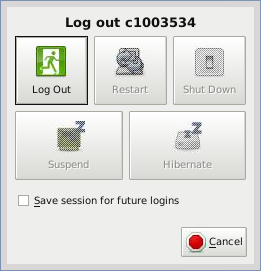 Log out c1003534
Log Out Restart Shut Down
Suspend Hibernate
Save session for future logins
Cancel